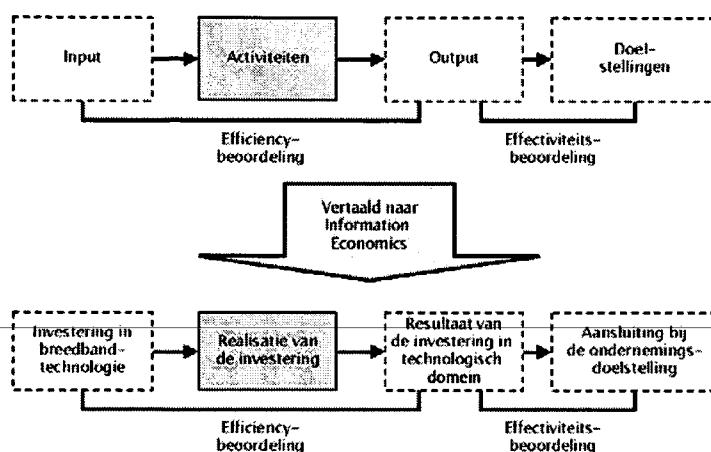 Input
Activiteiten
Output
Doel-
stellingen
Efficiency-
beoordeling
Effectiviteits-
beoordeling
Vertaald naar
Information
Economics
Investering in
breedband-
technologie
Realisatie van
de investering
Resultaat van
de investering in
technologisch
domein
Aansluiting bij
de ondernemings-
doelstelling
Efficiency-
beoordeling
Effectiviteits-
beoordeling